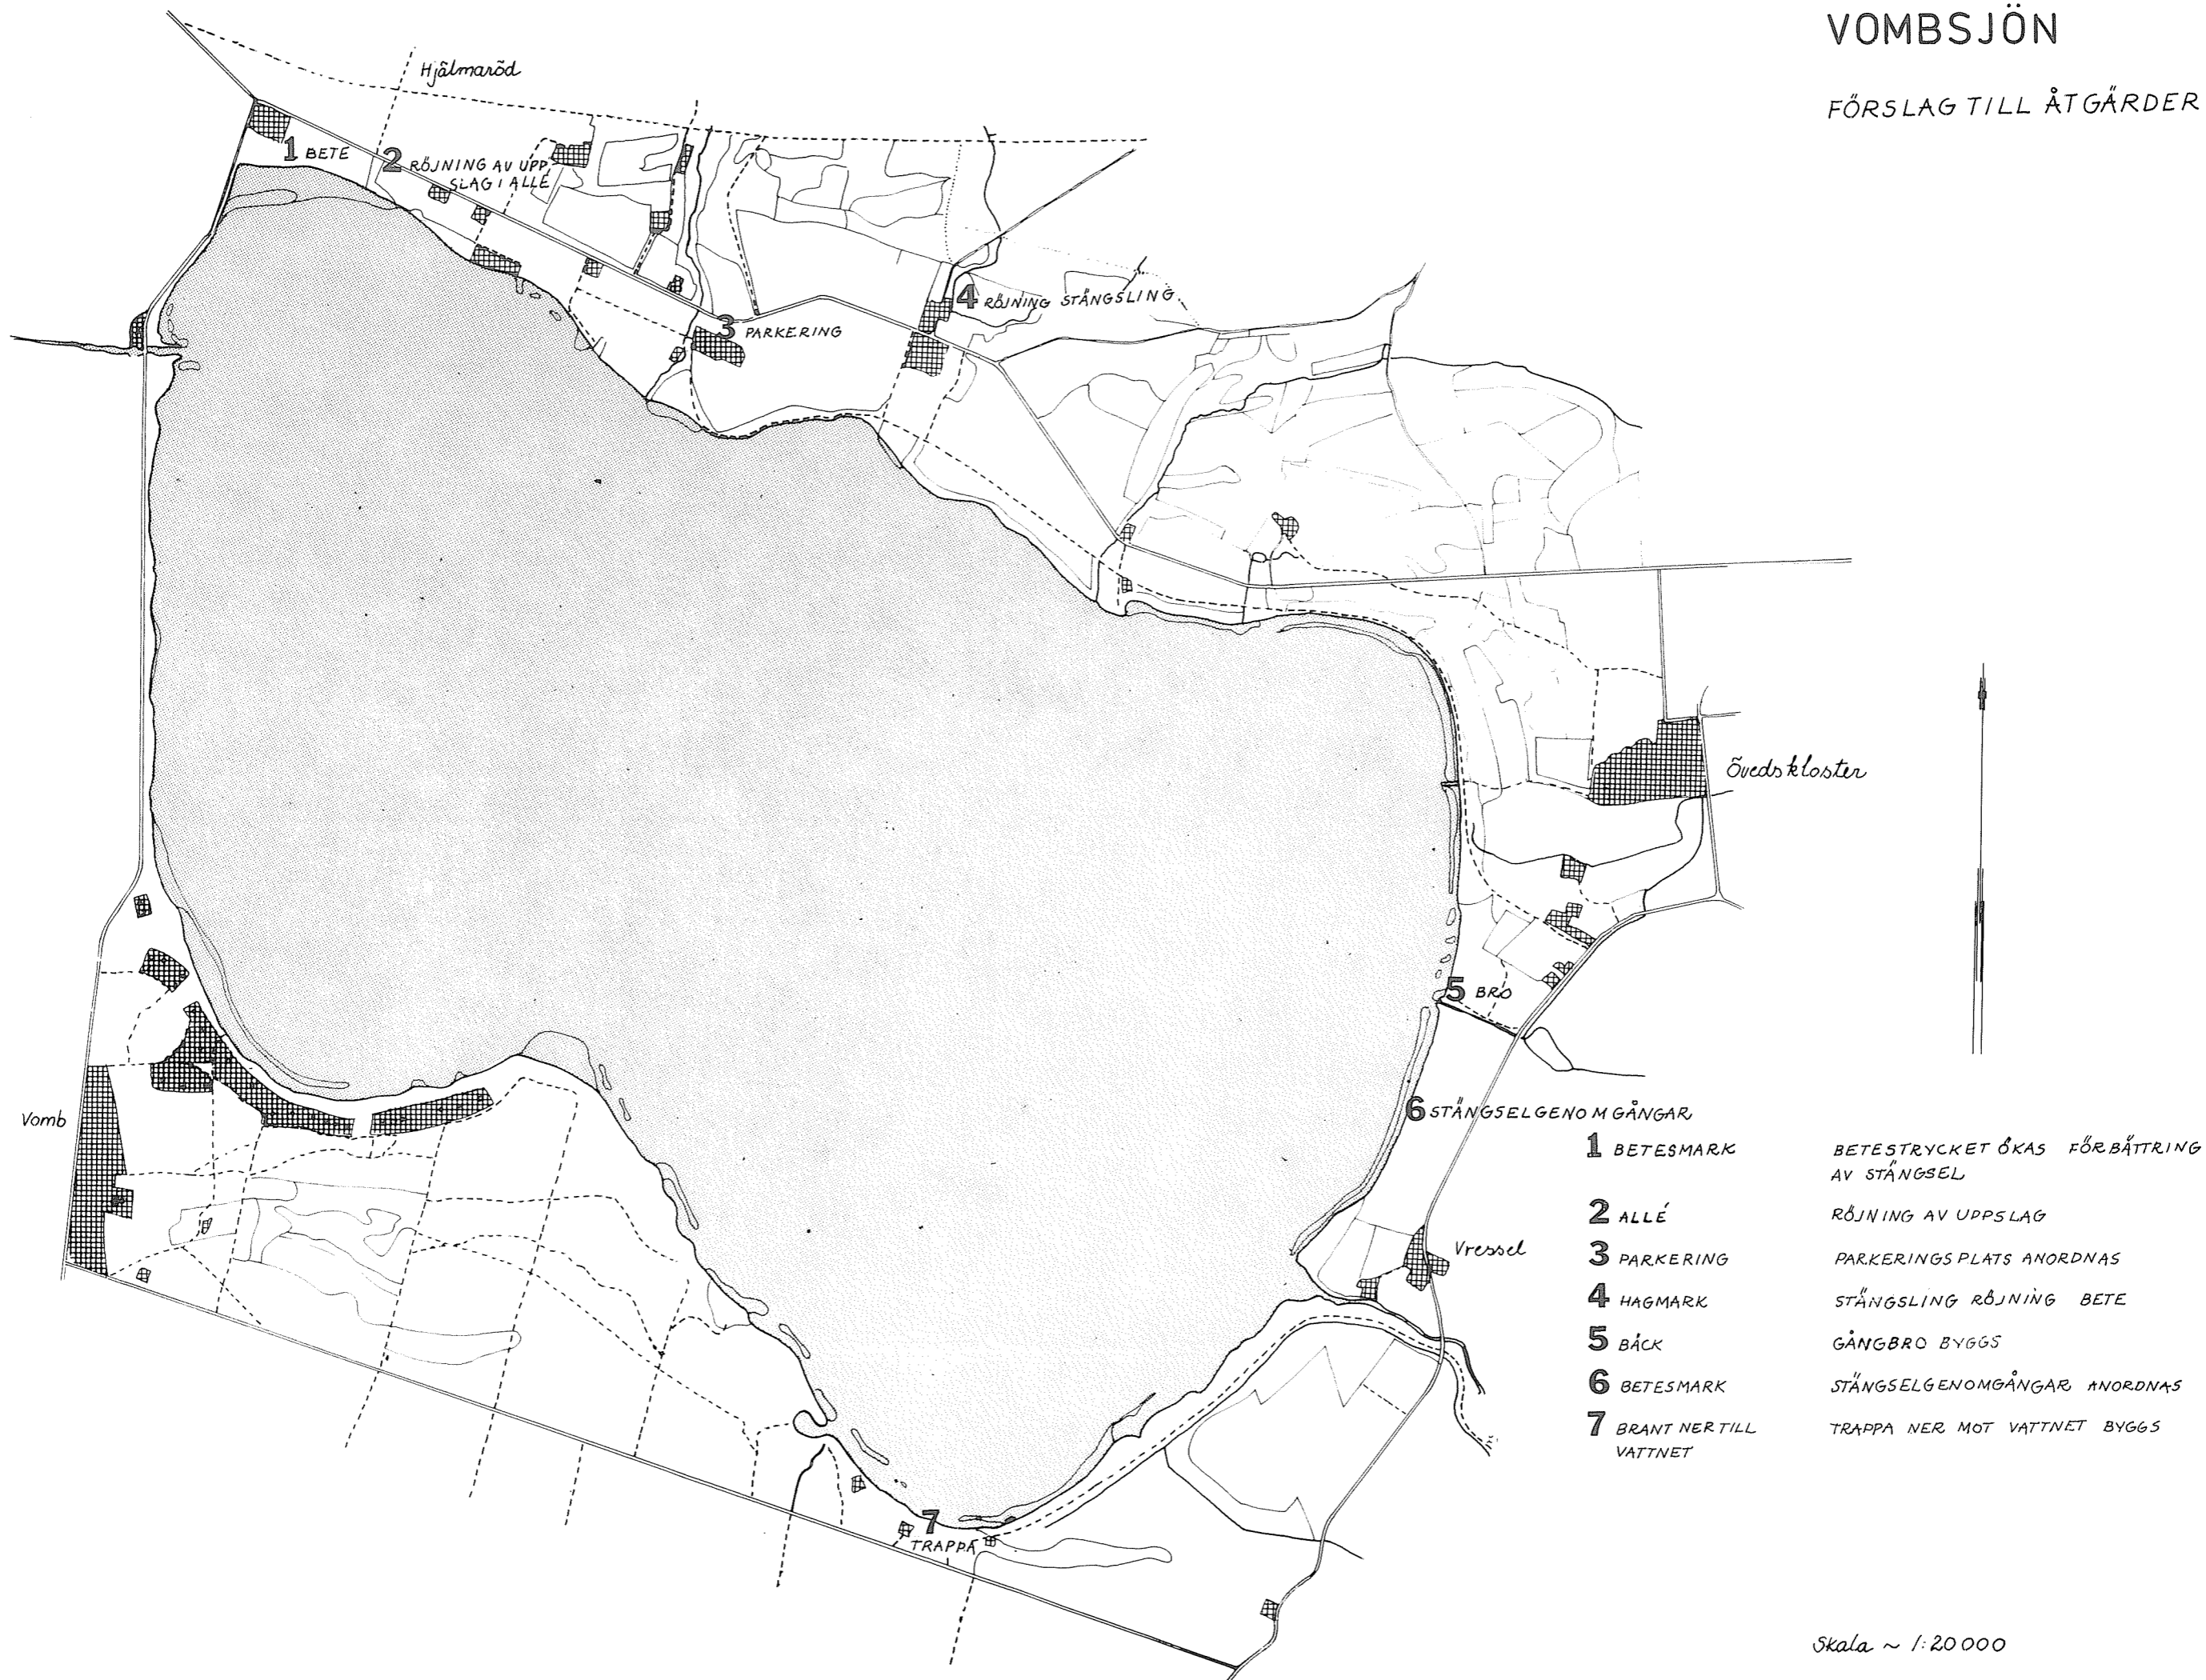 VOMBSJÖN
FÖRSLAG TILL ÅTGÄRDER
Hjälmaröd
1 BETE
2 RÖJNING AV UPP
SLAG I ALLÉ
4 RÖJNING STÄNGSLING
3 PARKERING
Övedskloster
5 BRO
6 STÄNGSELGENOMGÅNGAR
Vomb
1 BETESMARK BETESTRYCKET ÖKAS FÖRBÄTTRING
AV STÄNGSEL
2 ALLÉ RÖJNING AV UPPSLAG
Vressel
3 PARKERING PARKERINGSPLATS ANORDNAS
4 HAGMARK STÄNGSLING RÖJNING BETE
5 BÄCK GÅNGBRO BYGGS
6 BETESMARK STÄNGSELGENOMGÅNGAR ANORDNAS
7 BRANT NER TILL TRAPPA NER MOT VATTNET BYGGS
VATTNET
7
TRAPPA
Skala ~ 1:20000